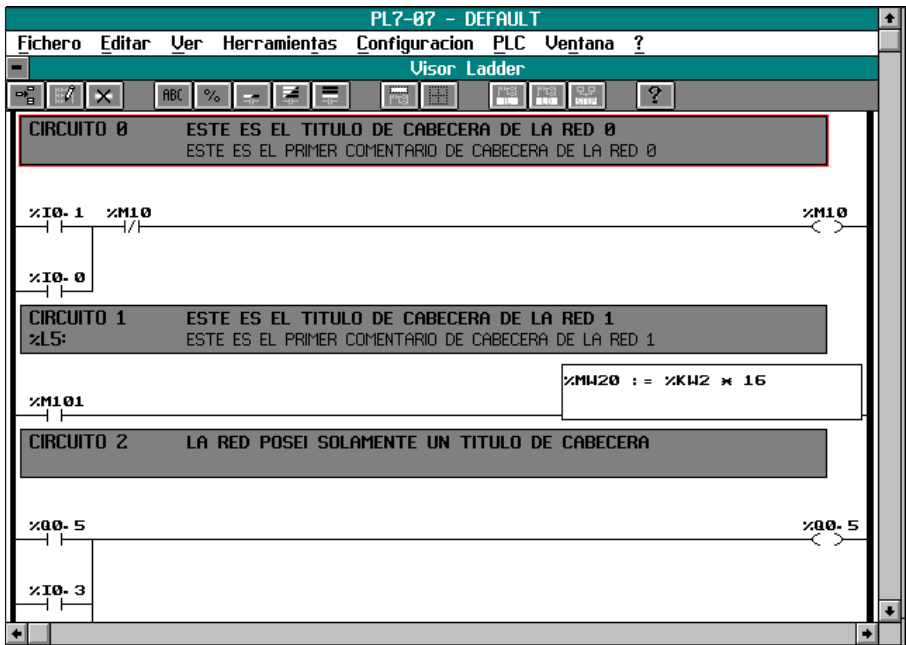 PL7-07 - DEFAULT
Fichero Editar Ver Herramientas Configuracion PLC Ventana ?
Visor Ladder
ABC % IL LD STEP ?
CIRCUITO 0 ESTE ES EL TITULO DE CABECERA DE LA RED 0
ESTE ES EL PRIMER COMENTARIO DE CABECERA DE LA RED 0
%I0.1 %M10 %M10
%I0.0
CIRCUITO 1 ESTE ES EL TITULO DE CABECERA DE LA RED 1
%L5: ESTE ES EL PRIMER COMENTARIO DE CABECERA DE LA RED 1
%MW20 := %KW2 * 16
%M101
CIRCUITO 2 LA RED POSEI SOLAMENTE UN TITULO DE CABECERA
%Q0.5 %Q0.5
%I0.3